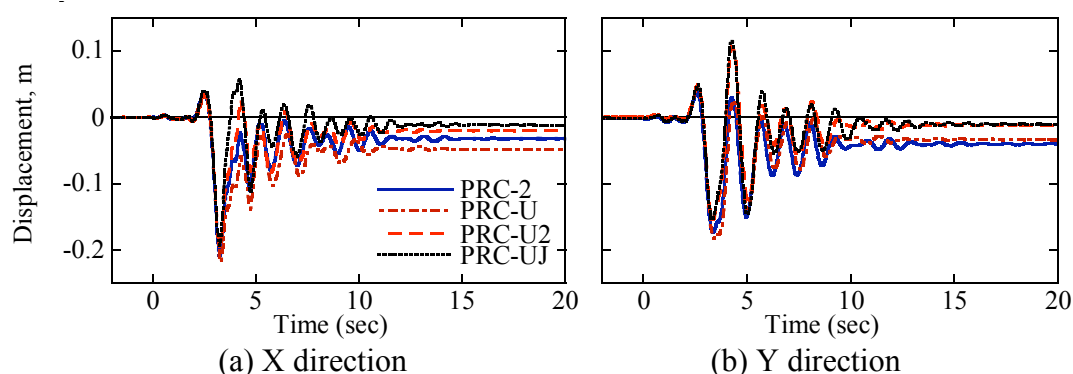 Displacement, m
0.1
0
-0.1
-0.2
PRC-2
PRC-U
PRC-U2
PRC-UJ
0 5 10 15 20
0 5 10 15 20
Time (sec)
Time (sec)
(a) X direction
(b) Y direction